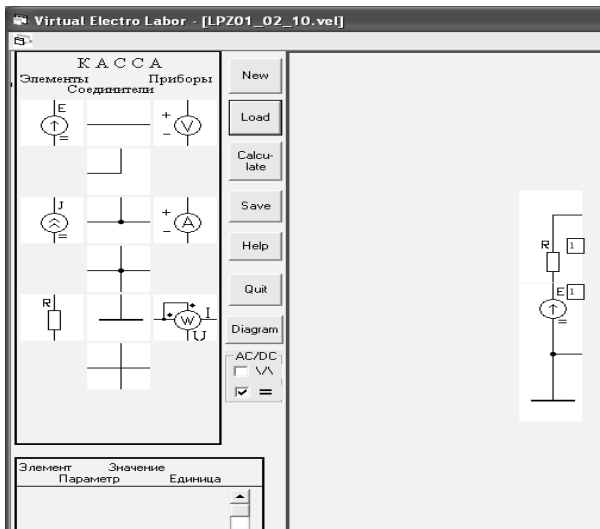 Virtual Electro Labor - [LPZ01_02_10.vel]
К А С С А
Элементы Приборы
Соединители
New
E
+ V
-
Load
Calcu-
late
J
+ A
-
Save
Help
R
W I
U
Quit
Diagram
AC/DC
=
R 1
E 1
=
Элемент Значение
Параметр Единица